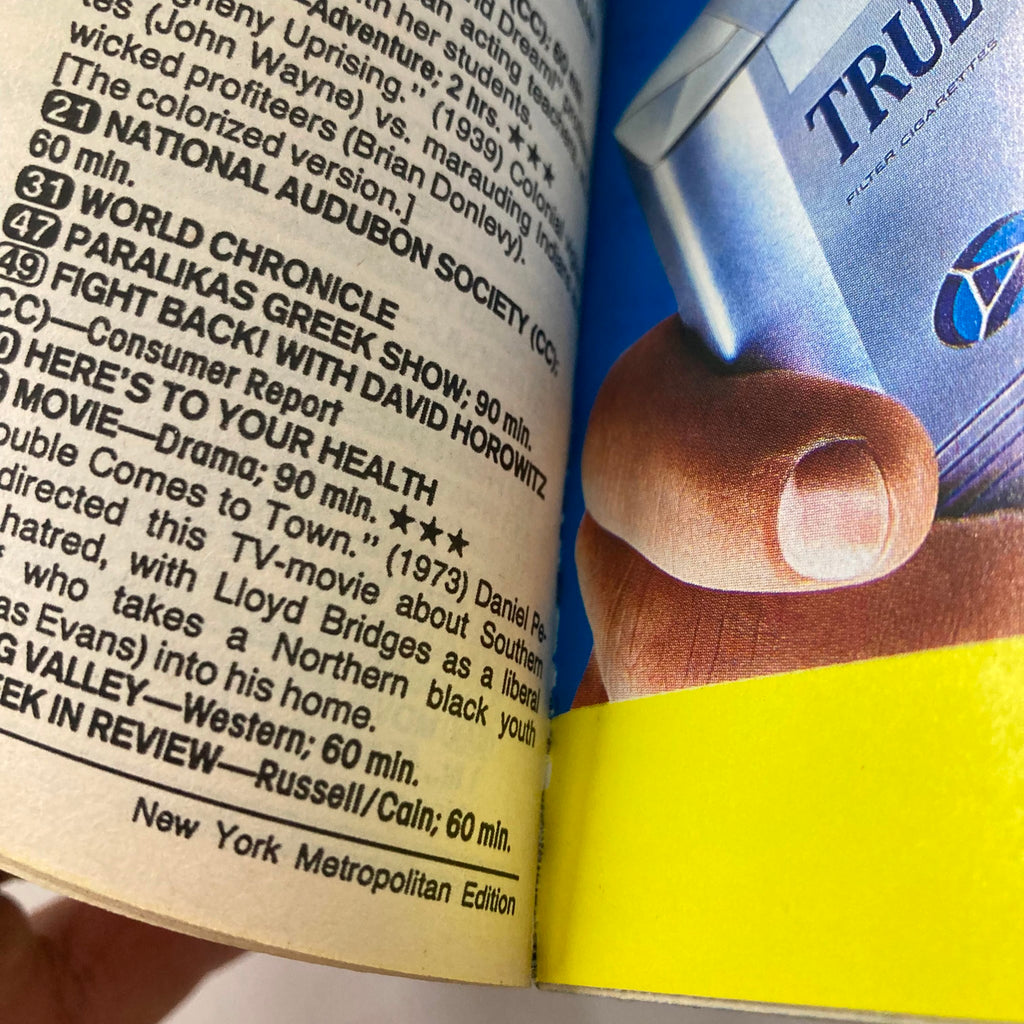 (CC); 60 min.
an acting teacher
nd Dream!"
th her students.
—Adventure; 2 hrs. ★★★
gheny Uprising." (1939) Colonial
tes (John Wayne) vs. marauding Indians
wicked profiteers (Brian Donlevy).
[The colorized version.]
21 NATIONAL AUDUBON SOCIETY (CC);
60 min.
31 WORLD CHRONICLE
47 PARALIKAS GREEK SHOW; 90 min.
49 FIGHT BACK! WITH DAVID HOROWITZ
CC)—Consumer Report
0 HERE'S TO YOUR HEALTH
MOVIE—Drama; 90 min. ★★★
ouble Comes to Town." (1973) Daniel Pe-
directed this TV-movie about Southern
hatred, with Lloyd Bridges as a liberal
who takes a Northern black youth
as Evans) into his home.
G VALLEY—Western; 60 min.
EEK IN REVIEW—Russell/Cain; 60 min.
New York Metropolitan Edition
TRUE
FILTER CIGARETTES